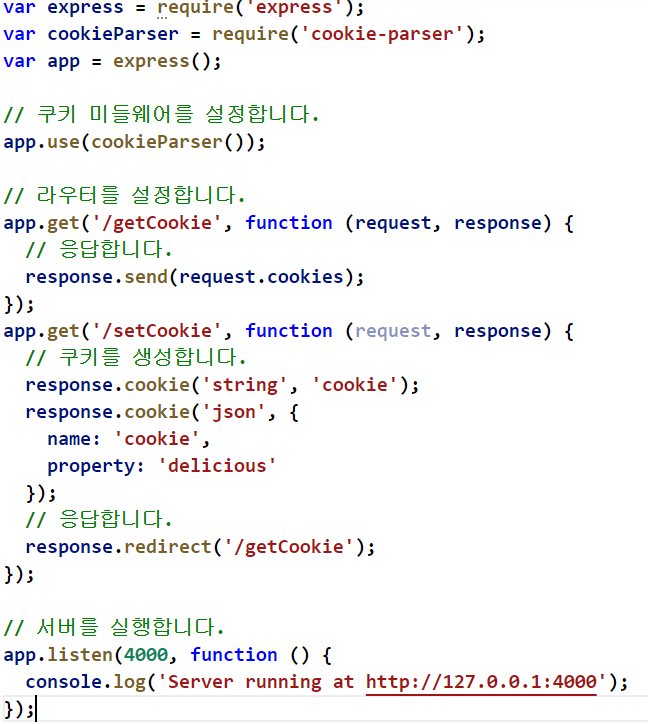 var express = require('express');
var cookieParser = require('cookie-parser');
var app = express();

// 쿠키 미들웨어를 설정합니다.
app.use(cookieParser());

// 라우터를 설정합니다.
app.get('/getCookie', function (request, response) {
  // 응답합니다.
  response.send(request.cookies);
});
app.get('/setCookie', function (request, response) {
  // 쿠키를 생성합니다.
  response.cookie('string', 'cookie');
  response.cookie('json', {
    name: 'cookie',
    property: 'delicious'
  });
  // 응답합니다.
  response.redirect('/getCookie');
});

// 서버를 실행합니다.
app.listen(4000, function () {
  console.log('Server running at http://127.0.0.1:4000');
});